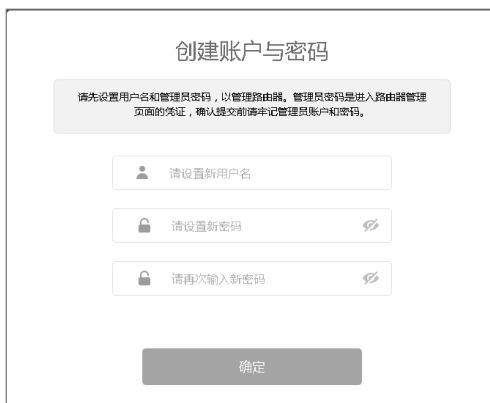 创建账户与密码
请先设置用户名和管理员密码，以管理路由器。管理员密码是进入路由器管理
页面的凭证，确认提交前请牢记管理员账户和密码。
请设置新用户名
请设置新密码
请再次输入新密码
确定